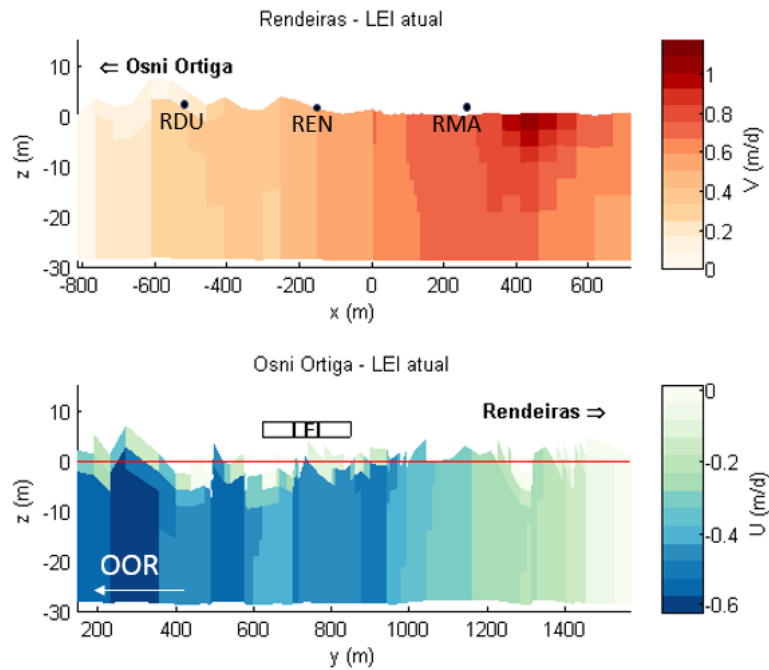 Rendeiras - LEI atual
⇐ Osni Ortiga
RDU
REN
RMA
10
0
-10
-20
-30
z (m)
-800 -600 -400 -200 0 200 400 600
x (m)
1
0.8
0.6
0.4
0.2
0
V (m/d)
Osni Ortiga - LEI atual
Rendeiras ⇒
OOR
10
0
-10
-20
-30
z (m)
200 400 600 800 1000 1200 1400
y (m)
0
-0.2
-0.4
-0.6
U (m/d)